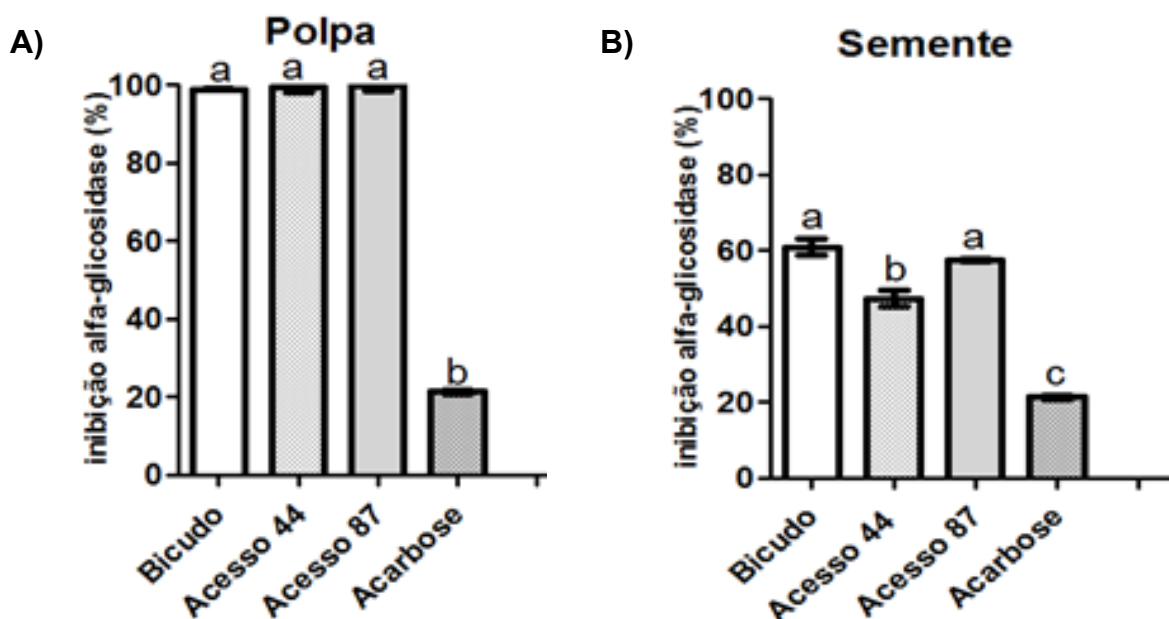 A)
Polpa
inibição alfa-glicosidase (%)
100
80
60
40
20
0
a
a
a
b
Bicudo
Acesso 44
Acesso 87
Acarbose
B)
Semente
inibição alfa-glicosidase (%)
100
80
60
40
20
0
a
b
a
c
Bicudo
Acesso 44
Acesso 87
Acarbose